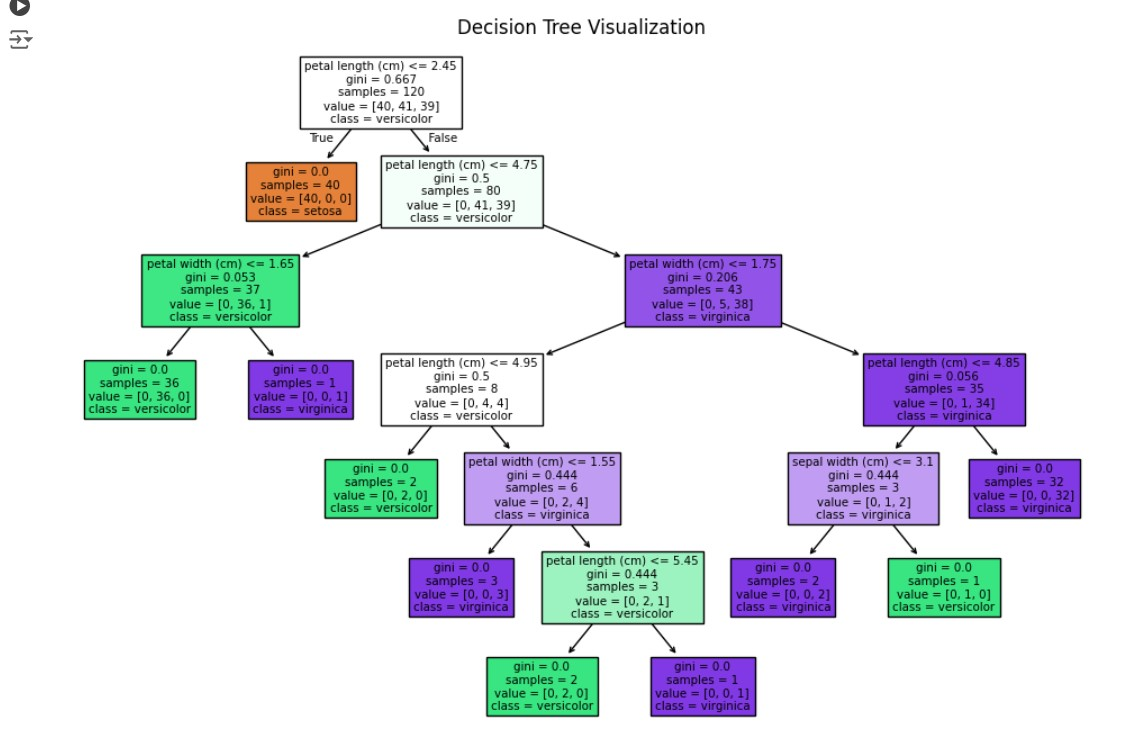 Decision Tree Visualization
petal length (cm) <= 2.45
gini = 0.667
samples = 120
value = [40, 41, 39]
class = versicolor
True
False
gini = 0.0
samples = 40
value = [40, 0, 0]
class = setosa
petal length (cm) <= 4.75
gini = 0.5
samples = 80
value = [0, 41, 39]
class = versicolor
petal width (cm) <= 1.65
gini = 0.053
samples = 37
value = [0, 36, 1]
class = versicolor
petal width (cm) <= 1.75
gini = 0.206
samples = 43
value = [0, 5, 38]
class = virginica
gini = 0.0
samples = 36
value = [0, 36, 0]
class = versicolor
gini = 0.0
samples = 1
value = [0, 0, 1]
class = virginica
petal length (cm) <= 4.95
gini = 0.5
samples = 8
value = [0, 4, 4]
class = versicolor
petal length (cm) <= 4.85
gini = 0.056
samples = 35
value = [0, 1, 34]
class = virginica
gini = 0.0
samples = 2
value = [0, 2, 0]
class = versicolor
petal width (cm) <= 1.55
gini = 0.444
samples = 6
value = [0, 2, 4]
class = virginica
sepal width (cm) <= 3.1
gini = 0.444
samples = 3
value = [0, 1, 2]
class = virginica
gini = 0.0
samples = 32
value = [0, 0, 32]
class = virginica
gini = 0.0
samples = 3
value = [0, 0, 3]
class = virginica
petal length (cm) <= 5.45
gini = 0.444
samples = 3
value = [0, 2, 1]
class = versicolor
gini = 0.0
samples = 2
value = [0, 0, 2]
class = virginica
gini = 0.0
samples = 1
value = [0, 1, 0]
class = versicolor
gini = 0.0
samples = 2
value = [0, 2, 0]
class = versicolor
gini = 0.0
samples = 1
value = [0, 0, 1]
class = virginica